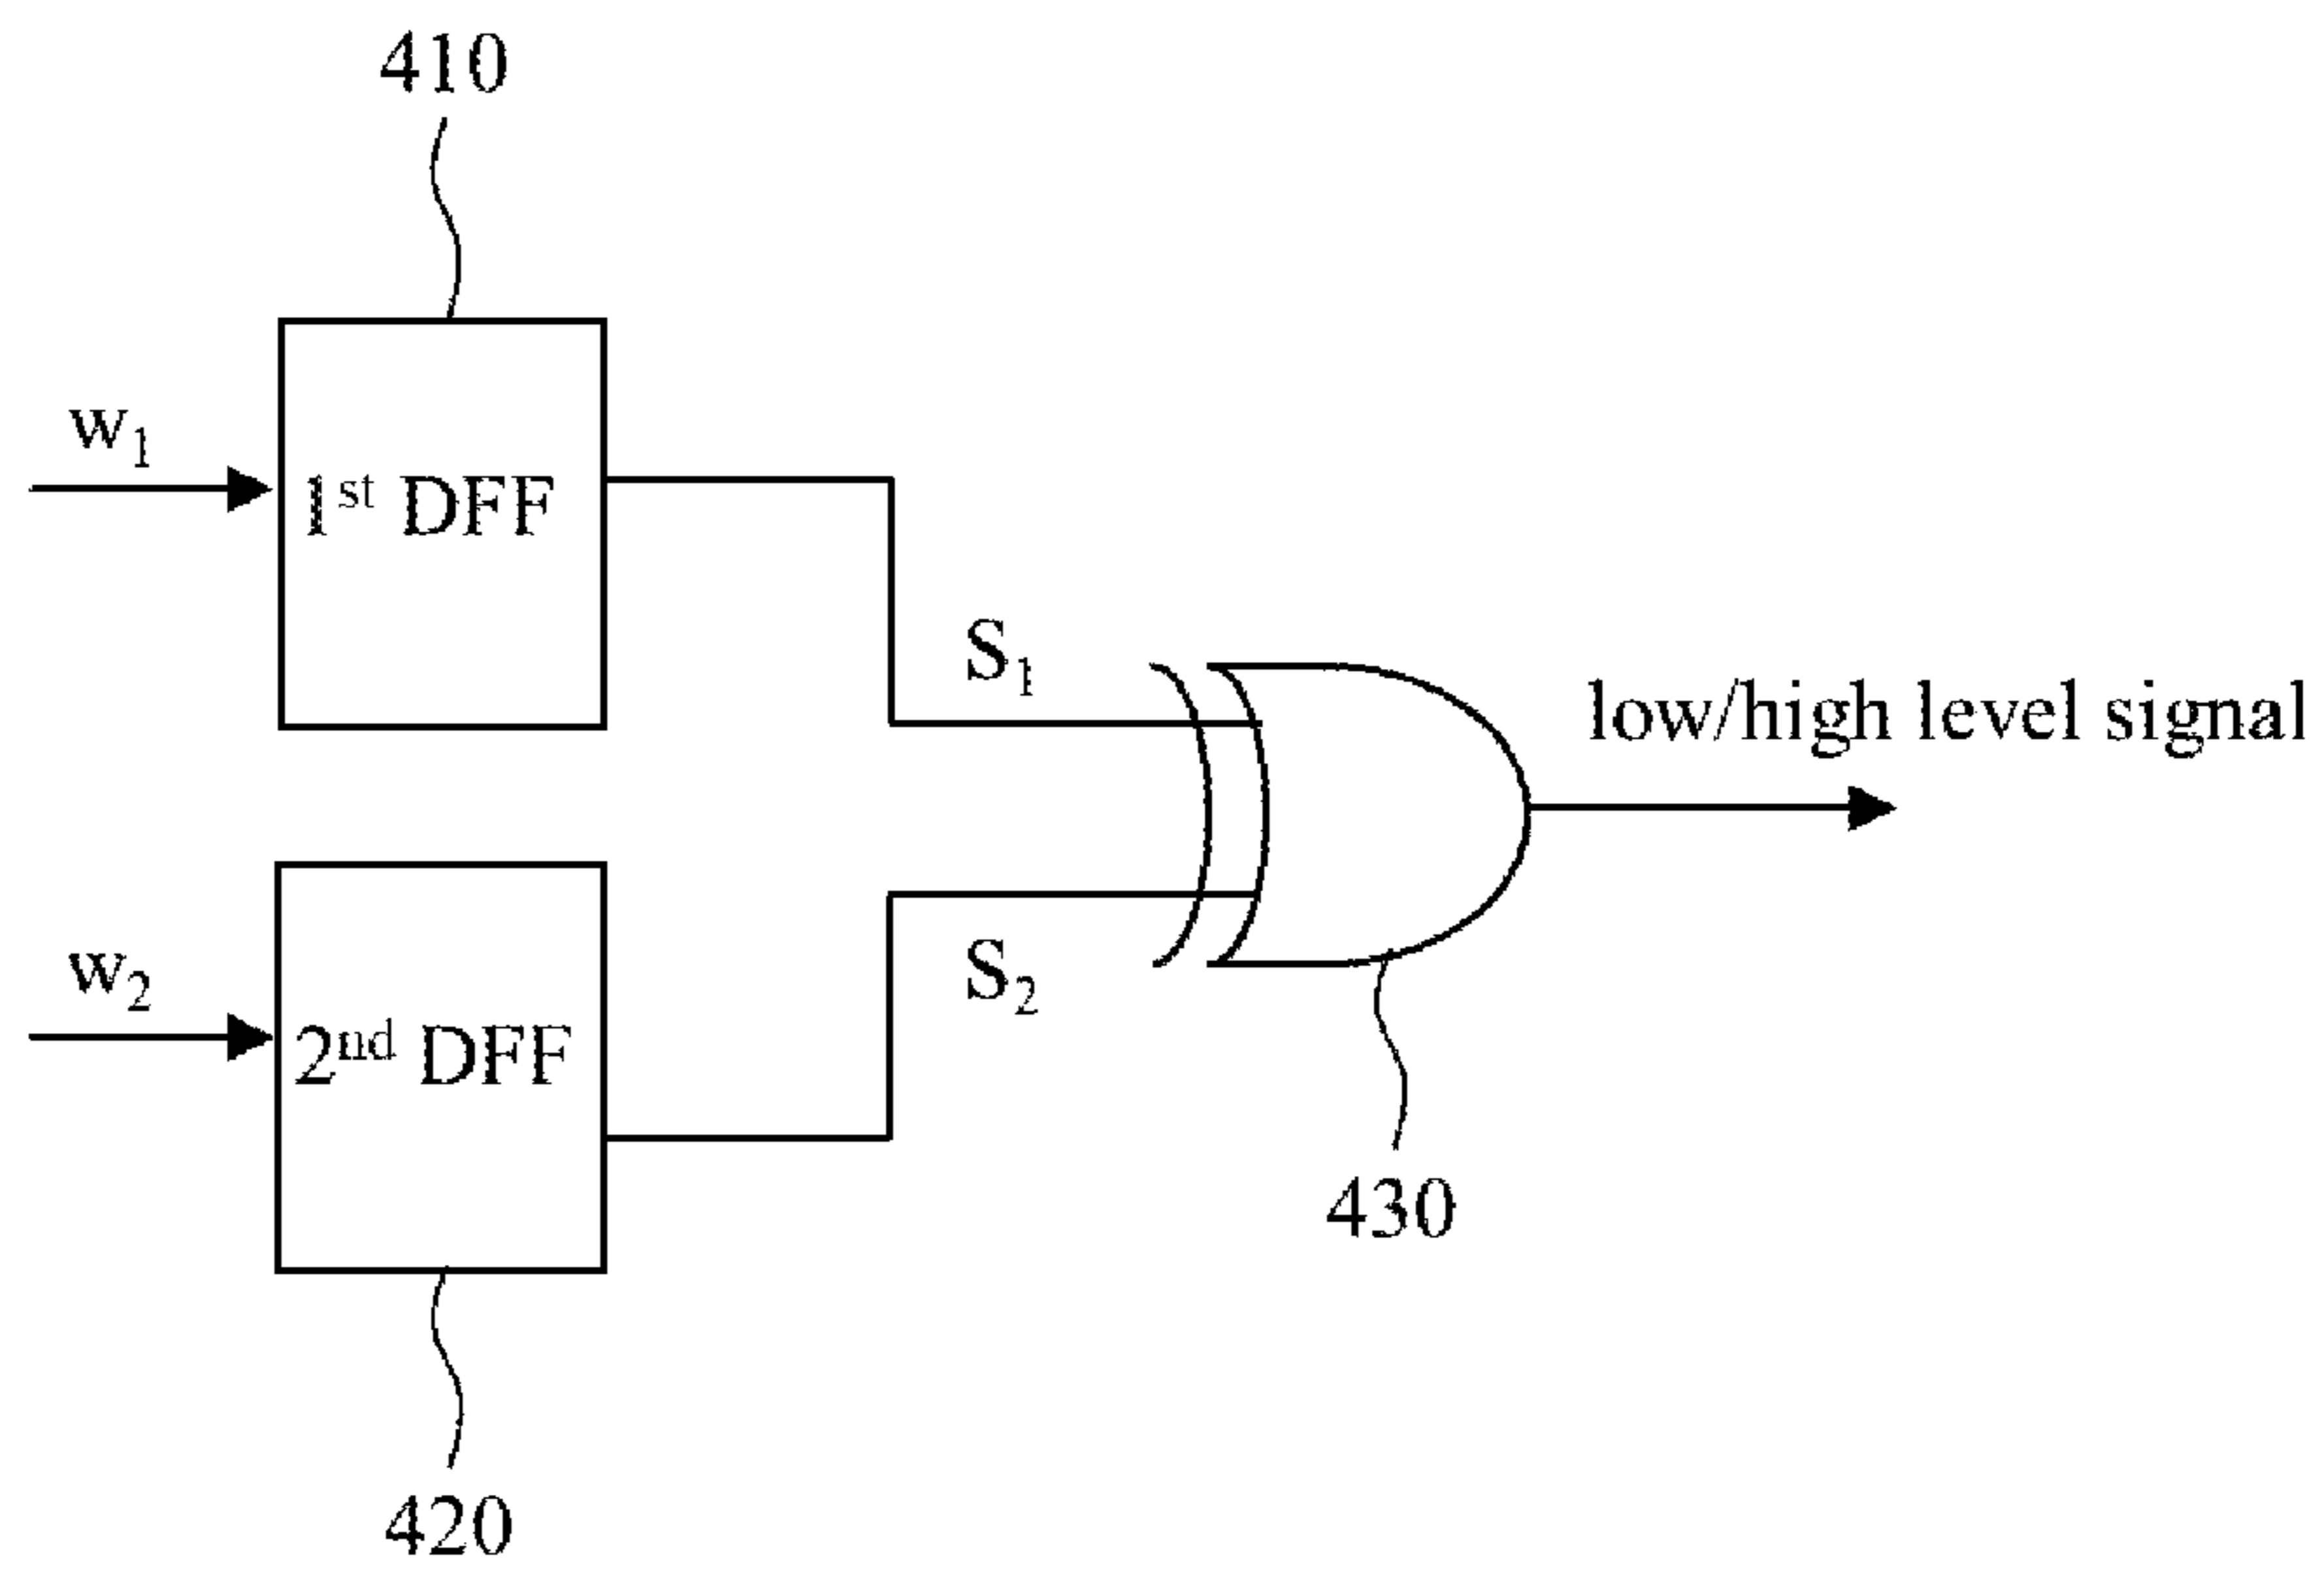 410
w₁
1st DFF
S₁
low/high level signal
w₂
2nd DFF
S₂
430
420